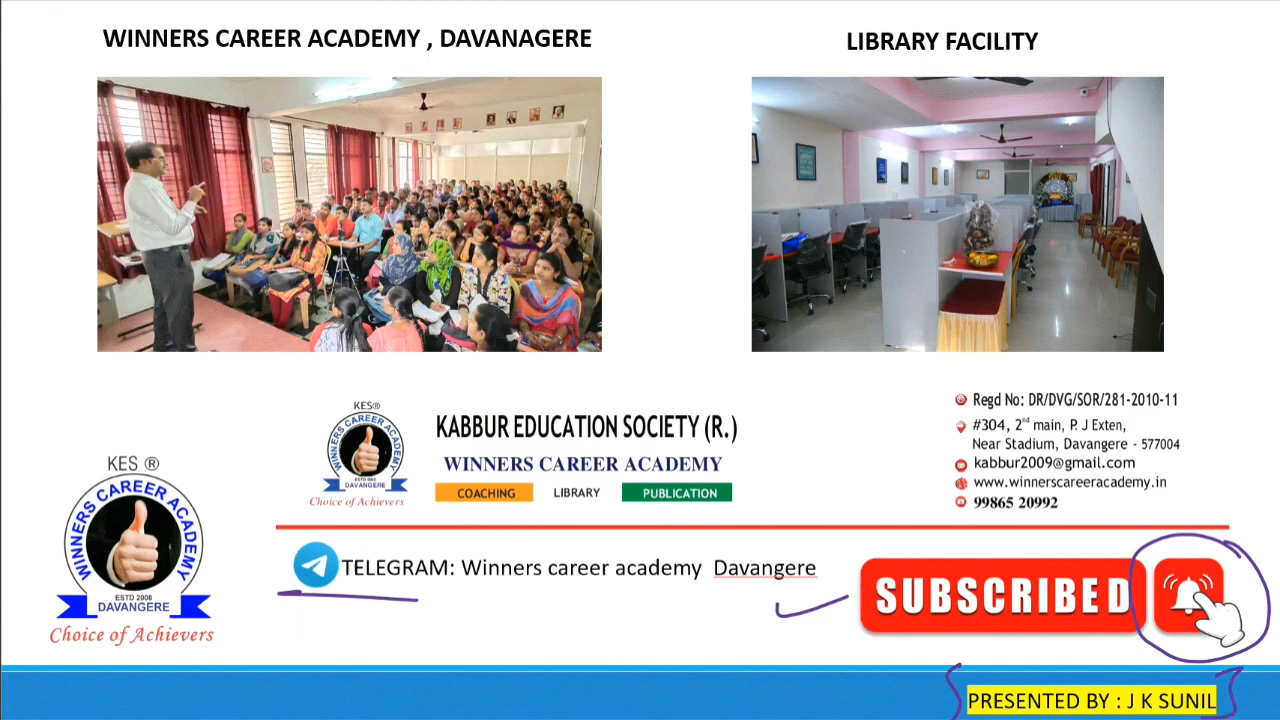 WINNERS CAREER ACADEMY , DAVANAGERE
LIBRARY FACILITY
KES®
WINNERS CAREER ACADEMY
ESTD 2008
DAVANGERE
Choice of Achievers
KABBUR EDUCATION SOCIETY (R.)
WINNERS CAREER ACADEMY
COACHING LIBRARY PUBLICATION
Regd No: DR/DVG/SOR/281-2010-11
#304, 2nd main, P. J Exten,
Near Stadium, Davangere - 577004
kabbur2009@gmail.com
www.winnerscareeracademy.in
99865 20992
KES ®
WINNERS CAREER ACADEMY
ESTD 2008
DAVANGERE
Choice of Achievers
TELEGRAM: Winners career academy Davangere
SUBSCRIBED
PRESENTED BY : J K SUNIL